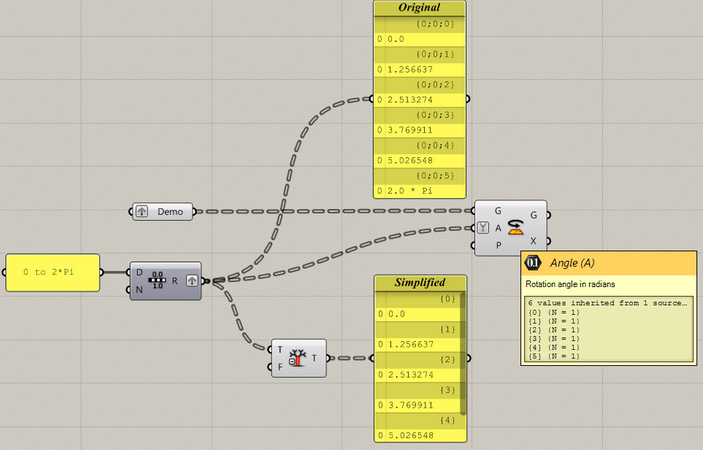 Original
{0;0;0}
0 0.0
{0;0;1}
0 1.256637
{0;0;2}
0 2.513274
{0;0;3}
0 3.769911
{0;0;4}
0 5.026548
{0;0;5}
0 2.0 * Pi
Demo
G
A
P
G
X
0 to 2*Pi
D
N
0.0
1.0
R
0.1
Angle (A)
Rotation angle in radians
6 values inherited from 1 source…
{0} (N = 1)
{1} (N = 1)
{2} (N = 1)
{3} (N = 1)
{4} (N = 1)
{5} (N = 1)
Simplified
{0}
0 0.0
{1}
0 1.256637
{2}
0 2.513274
{3}
0 3.769911
{4}
0 5.026548
T
F
T